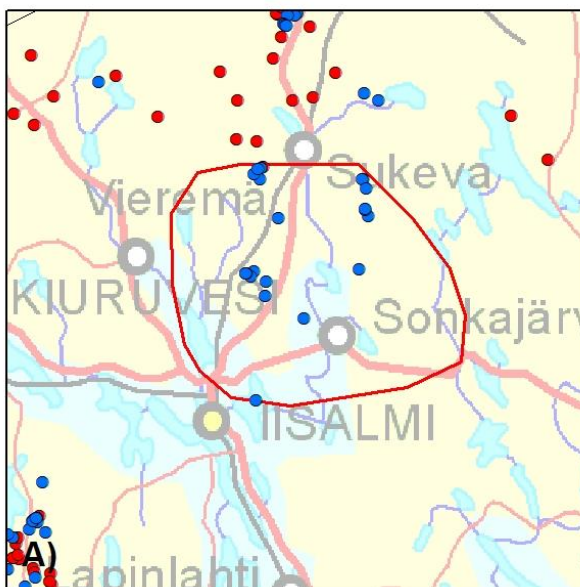 Sukeva
Vieremä
KIURUVESI
Sonkajärv
IISALMI
A)
apinlahti